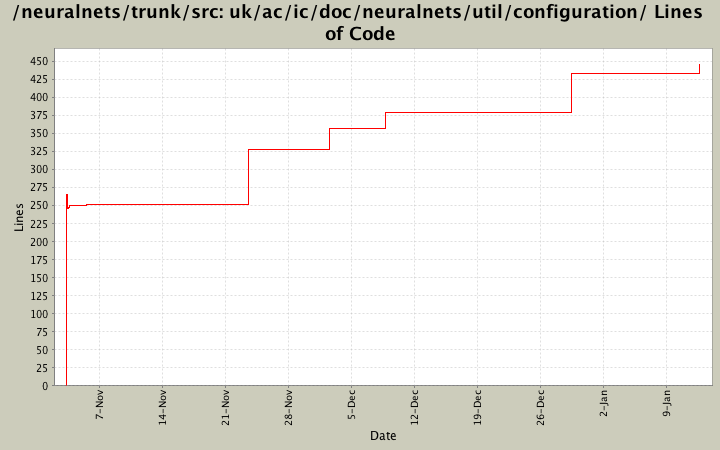 /neuralnets/trunk/src: uk/ac/ic/doc/neuralnets/util/configuration/ Lines
of Code
450
425
400
375
350
325
300
275
250
225
200
175
150
125
100
75
50
25
0
Lines
7-Nov
14-Nov
21-Nov
28-Nov
5-Dec
12-Dec
19-Dec
26-Dec
2-Jan
9-Jan
Date